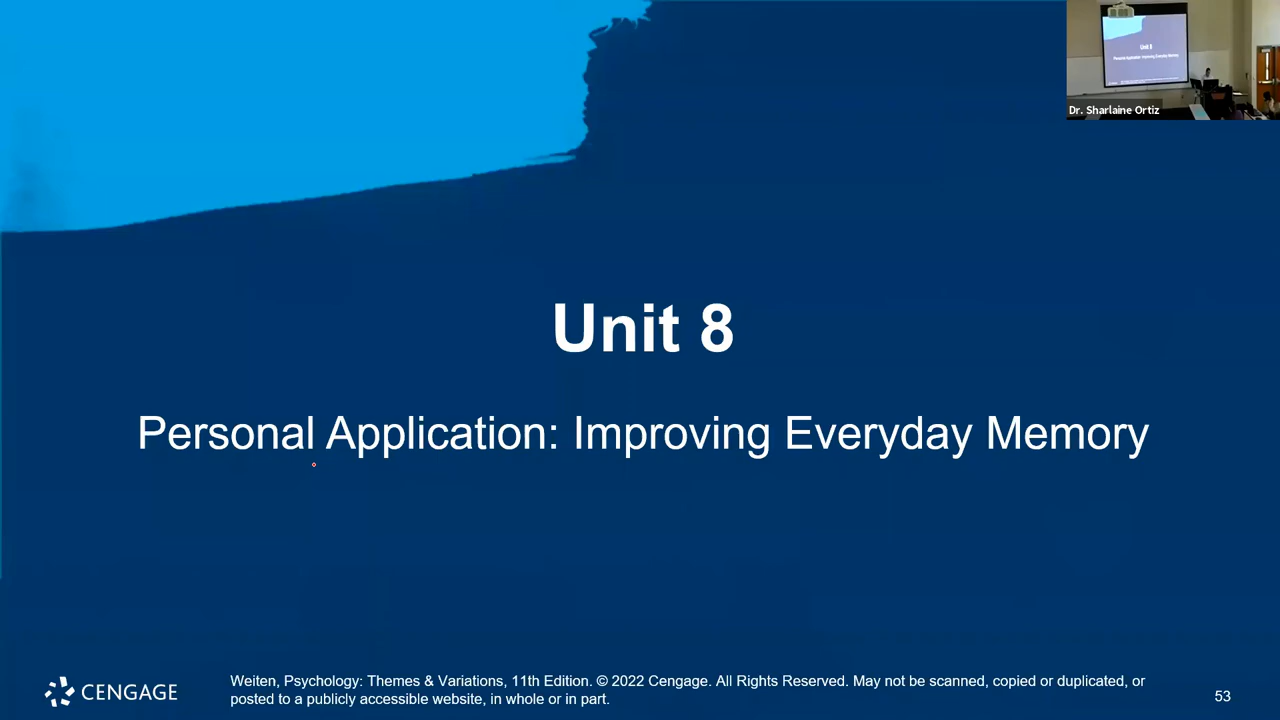 Dr. Sharlaine Ortiz
Unit 8
Personal Application: Improving Everyday Memory
CENGAGE
Weiten, Psychology: Themes & Variations, 11th Edition. © 2022 Cengage. All Rights Reserved. May not be scanned, copied or duplicated, or
posted to a publicly accessible website, in whole or in part.
53